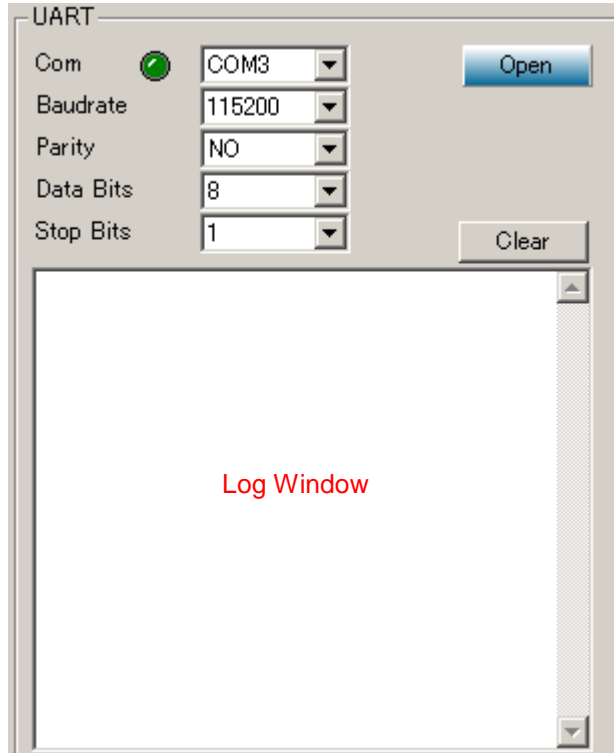 UART
Com COM3 Open
Baudrate 115200
Parity NO
Data Bits 8
Stop Bits 1 Clear
Log Window